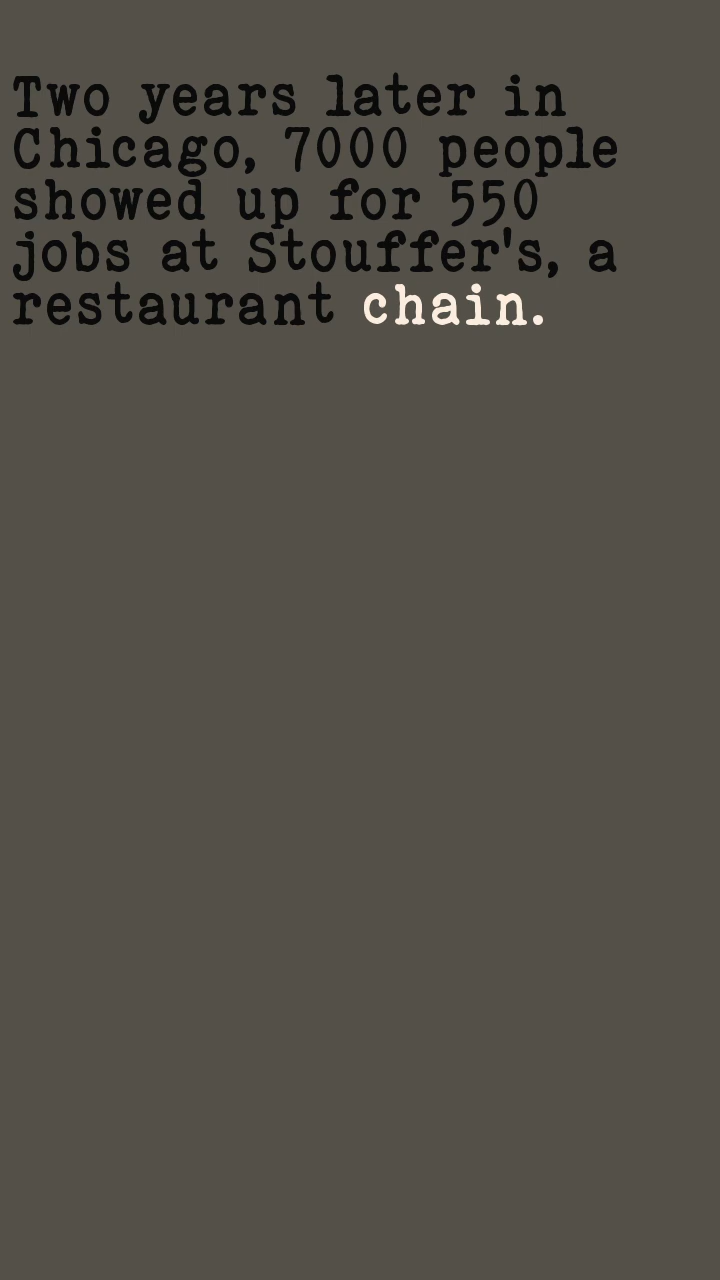 Two years later in
Chicago, 7000 people
showed up for 550
jobs at Stouffer's, a
restaurant chain.